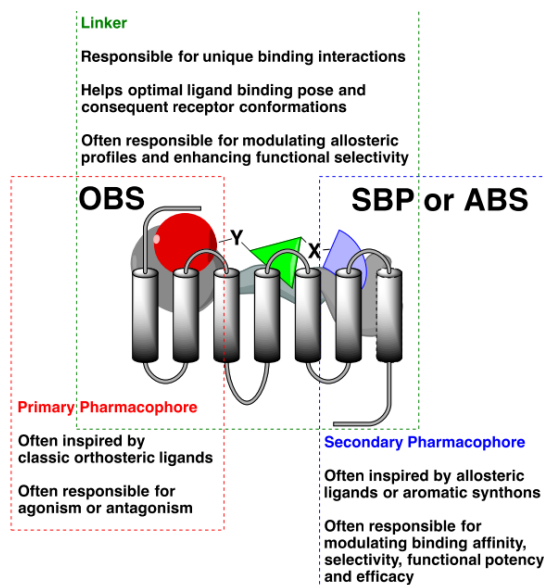 Linker
Responsible for unique binding interactions
Helps optimal ligand binding pose and
consequent receptor conformations
Often responsible for modulating allosteric
profiles and enhancing functional selectivity
OBS
SBP or ABS
Y
X
Primary Pharmacophore
Often inspired by
classic orthosteric ligands
Often responsible for
agonism or antagonism
Secondary Pharmacophore
Often inspired by allosteric
ligands or aromatic synthons
Often responsible for
modulating binding affinity,
selectivity, functional potency
and efficacy